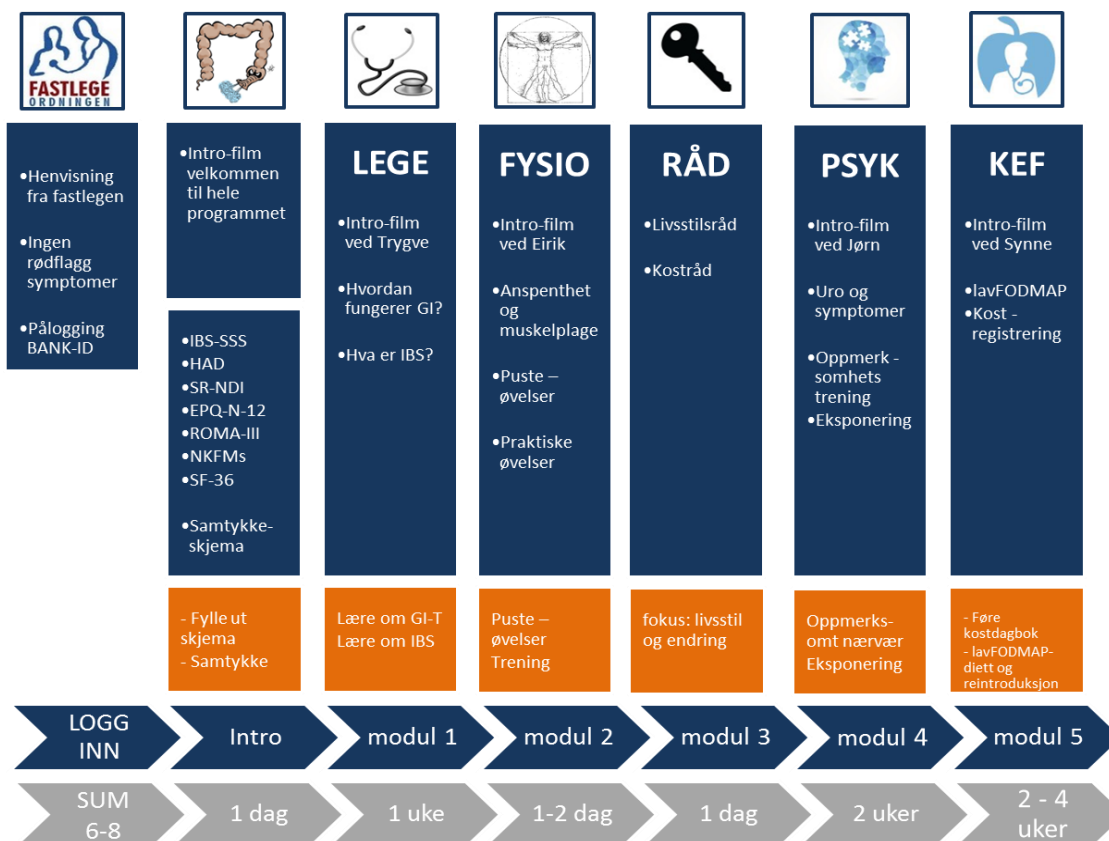 FASTLEGE
ORDNINGEN
•Henvisning
fra fastlegen
•Ingen
rødflagg
symptomer
•Pålogging
BANK-ID
•Intro-film
velkommen
til hele
programmet
•IBS-SSS
•HAD
•SR-NDI
•EPQ-N-12
•ROMA-III
•NKFMs
•SF-36
•Samtykke-
skjema
- Fylle ut
skjema
- Samtykke
LEGE
•Intro-film
ved Trygve
•Hvordan
fungerer GI?
•Hva er IBS?
Lære om GI-T
Lære om IBS
FYSIO
•Intro-film
ved Eirik
•Anspenthet
og
muskelplage
•Puste –
øvelser
•Praktiske
øvelser
Puste –
øvelser
Trening
RÅD
•Livsstilsråd
•Kostråd
fokus: livsstil
og endring
PSYK
•Intro-film
ved Jørn
•Uro og
symptomer
•Oppmerk -
somhets
trening
•Eksponering
Oppmerks-
omt nærvær
Eksponering
KEF
•Intro-film
ved Synne
•lavFODMAP
•Kost -
registrering
- Føre
kostdagbok
- lavFODMAP-
diett og
reintroduksjon
LOGG
INN
Intro
modul 1
modul 2
modul 3
modul 4
modul 5
SUM
6-8
1 dag
1 uke
1-2 dag
1 dag
2 uker
2 - 4
uker